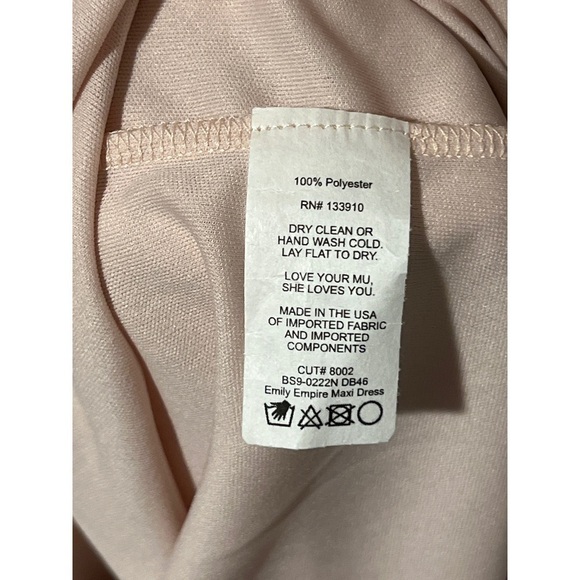 100% Polyester
RN# 133910
DRY CLEAN OR
HAND WASH COLD.
LAY FLAT TO DRY.
LOVE YOUR MU,
SHE LOVES YOU.
MADE IN THE USA
OF IMPORTED FABRIC
AND IMPORTED
COMPONENTS
CUT# 8002
BS9-0222N DB46
Emily Empire Maxi Dress